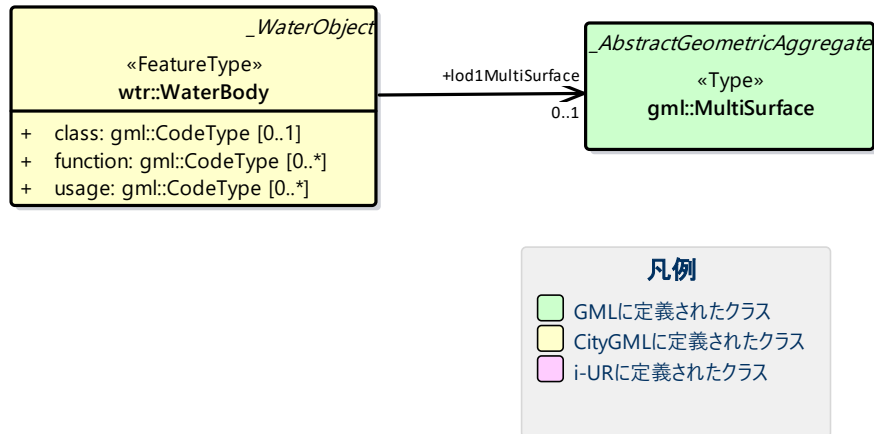 _WaterObject
«FeatureType»
wtr::WaterBody
+ class: gml::CodeType [0..1]
+ function: gml::CodeType [0..*]
+ usage: gml::CodeType [0..*]
+lod1MultiSurface
0..1
_AbstractGeometricAggregate
«Type»
gml::MultiSurface
凡例
GMLに定義されたクラス
CityGMLに定義されたクラス
i-URに定義されたクラス